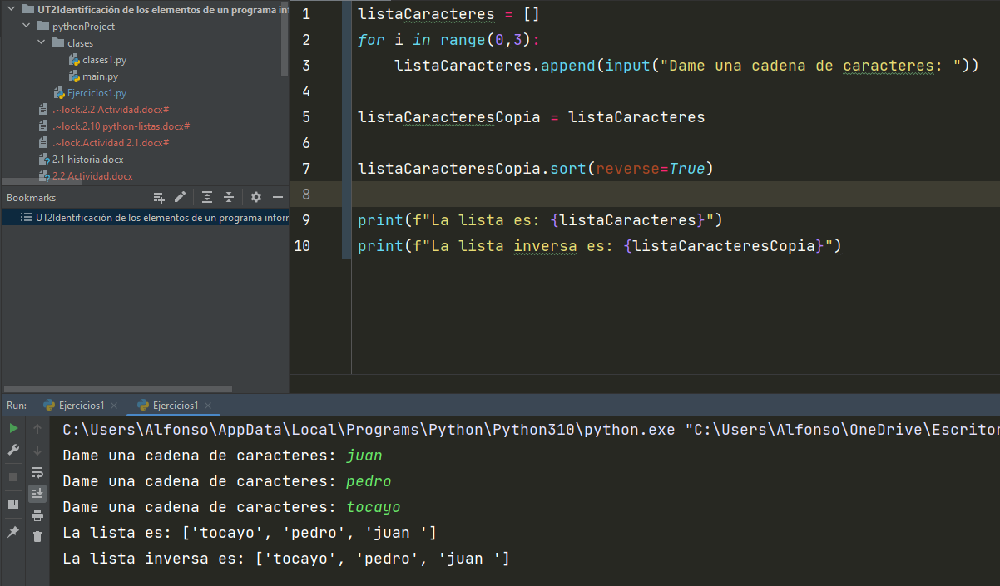 UT2Identificación de los elementos de un programa inf
pythonProject
clases
clases1.py
main.py
Ejercicios1.py
.~lock.2.2 Actividad.docx#
.~lock.2.10 python-listas.docx#
.~lock.Actividad 2.1.docx#
2.1 historia.docx
2.2 Actividad.docx
Bookmarks
UT2Identificación de los elementos de un programa inforr
1 listaCaracteres = []
2 for i in range(0,3):
3 listaCaracteres.append(input("Dame una cadena de caracteres: "))
4
5 listaCaracteresCopia = listaCaracteres
6
7 listaCaracteresCopia.sort(reverse=True)
8
9 print(f"La lista es: {listaCaracteres}")
10 print(f"La lista inversa es: {listaCaracteresCopia}")
Run: Ejercicios1 Ejercicios1
C:\Users\Alfonso\AppData\Local\Programs\Python\Python310\python.exe "C:\Users\Alfonso\OneDrive\Escritor
Dame una cadena de caracteres: juan
Dame una cadena de caracteres: pedro
Dame una cadena de caracteres: tocayo
La lista es: ['tocayo', 'pedro', 'juan ']
La lista inversa es: ['tocayo', 'pedro', 'juan ']